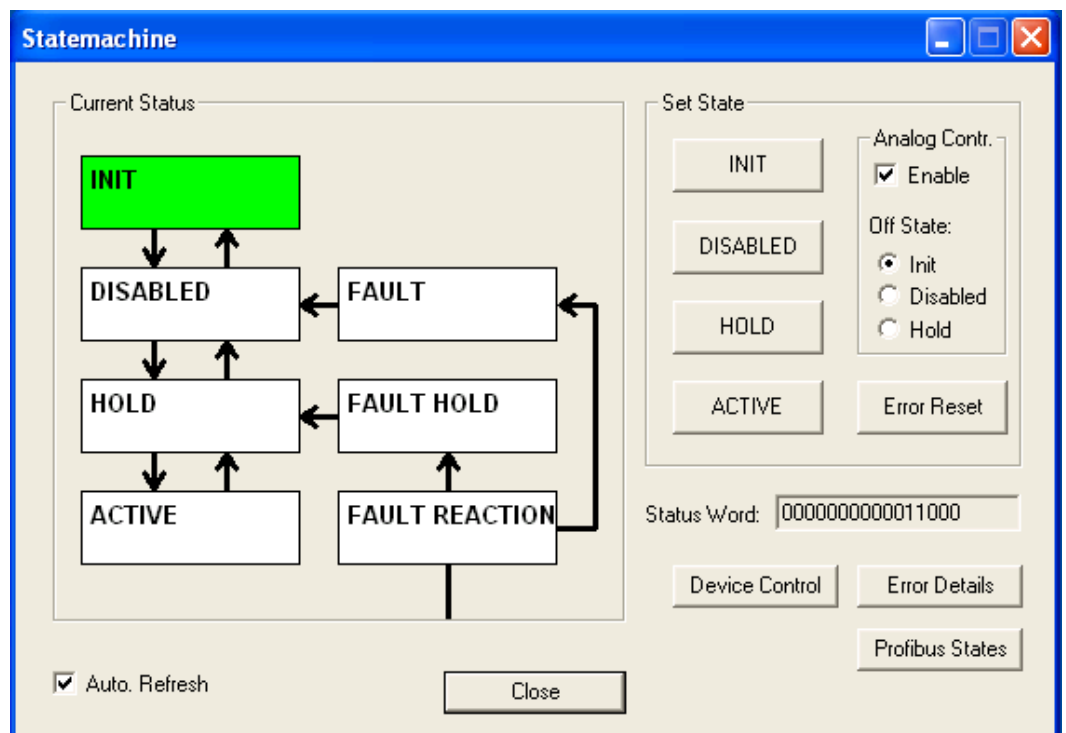 Statemachine
Current Status
INIT
DISABLED
FAULT
HOLD
FAULT HOLD
ACTIVE
FAULT REACTION
Set State
INIT
DISABLED
HOLD
ACTIVE
Analog Contr.
Enable
Off State:
Init
Disabled
Hold
Error Reset
Status Word: 0000000000011000
Device Control
Error Details
Profibus States
Auto. Refresh
Close